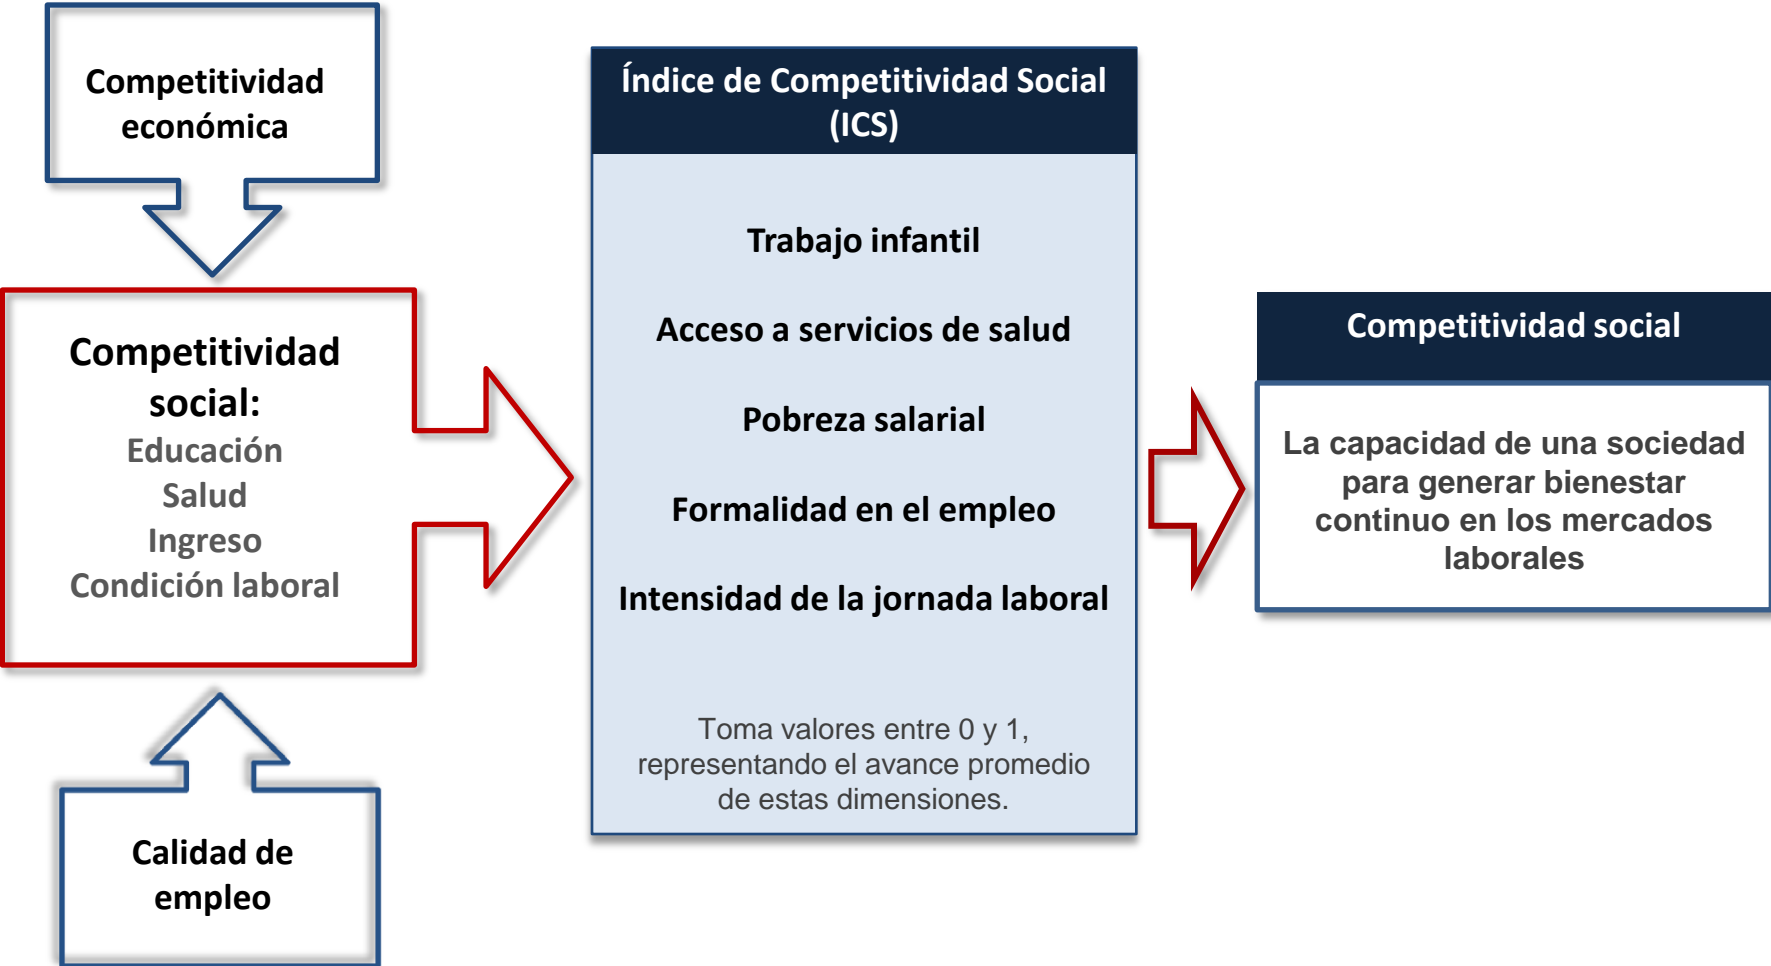 Competitividad
económica
Competitividad
social:
Educación
Salud
Ingreso
Condición laboral
Calidad de
empleo
Índice de Competitividad Social
(ICS)
Trabajo infantil
Acceso a servicios de salud
Pobreza salarial
Formalidad en el empleo
Intensidad de la jornada laboral
Toma valores entre 0 y 1,
representando el avance promedio
de estas dimensiones.
Competitividad social
La capacidad de una sociedad
para generar bienestar
continuo en los mercados
laborales